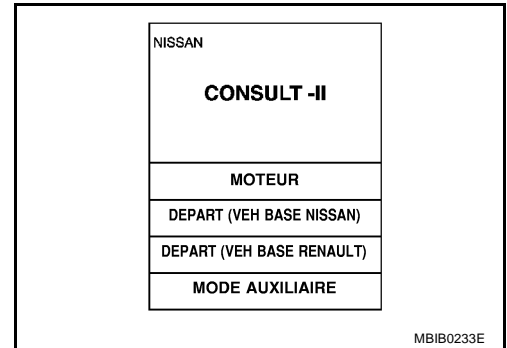 NISSAN
CONSULT -II
MOTEUR
DEPART (VEH BASE NISSAN)
DEPART (VEH BASE RENAULT)
MODE AUXILIAIRE
MBIB0233E